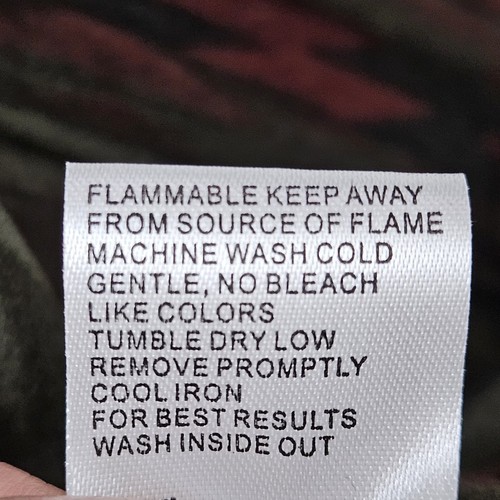 FLAMMABLE KEEP AWAY
FROM SOURCE OF FLAME
MACHINE WASH COLD
GENTLE, NO BLEACH
LIKE COLORS
TUMBLE DRY LOW
REMOVE PROMPTLY
COOL IRON
FOR BEST RESULTS
WASH INSIDE OUT